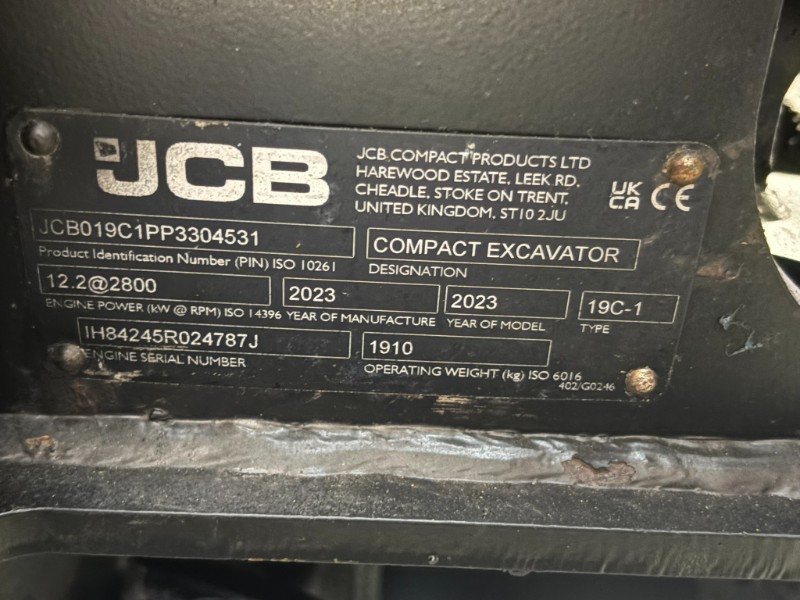 JCB
JCB COMPACT PRODUCTS LTD
HAREWOOD ESTATE, LEEK RD.
CHEADLE, STOKE ON TRENT,
UNITED KINGDOM, ST10 2JU
UK
CA CE
JCB019C1PP3304531
Product Identification Number (PIN) ISO 10261
COMPACT EXCAVATOR
DESIGNATION
12.2@2800
ENGINE POWER (kW @ RPM) ISO 14396
2023
YEAR OF MANUFACTURE
2023
YEAR OF MODEL
19C-1
TYPE
IH84245R024787J
ENGINE SERIAL NUMBER
1910
OPERATING WEIGHT (kg) ISO 6016
402/G0246